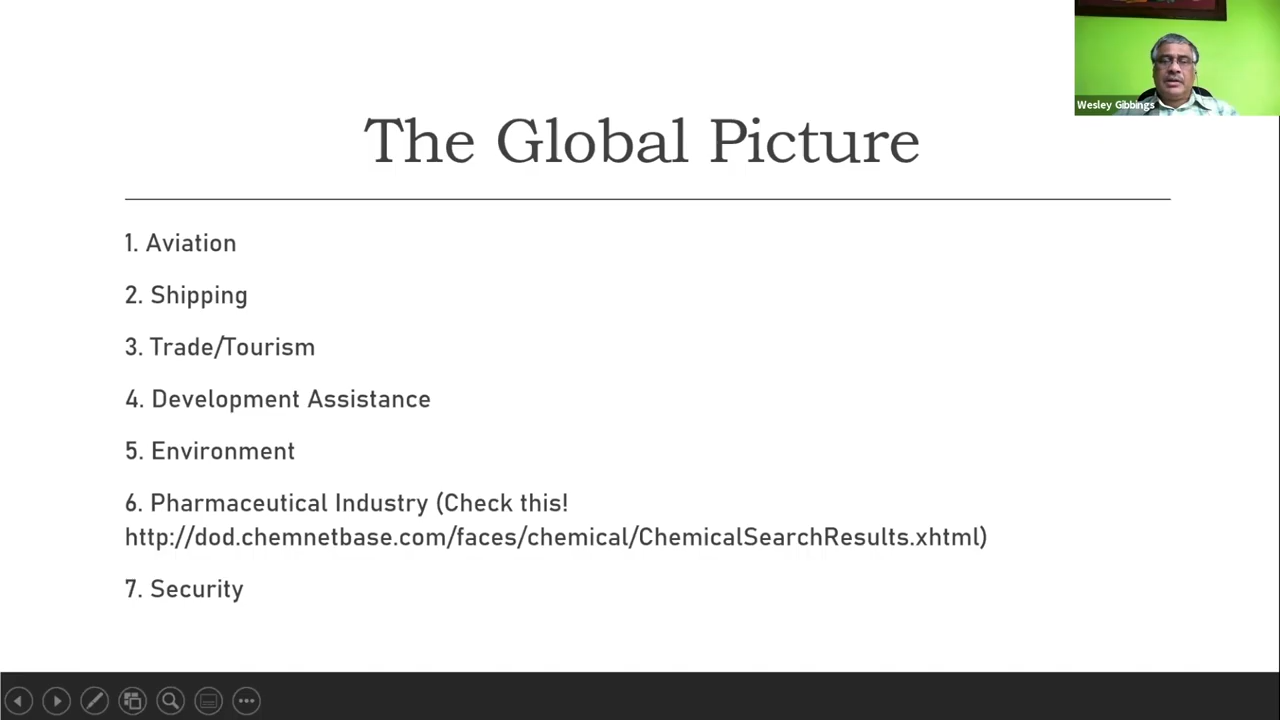 Wesley Gibbings
The Global Picture
1. Aviation
2. Shipping
3. Trade/Tourism
4. Development Assistance
5. Environment
6. Pharmaceutical Industry (Check this!
http://dod.chemnetbase.com/faces/chemical/ChemicalSearchResults.xhtml)
7. Security